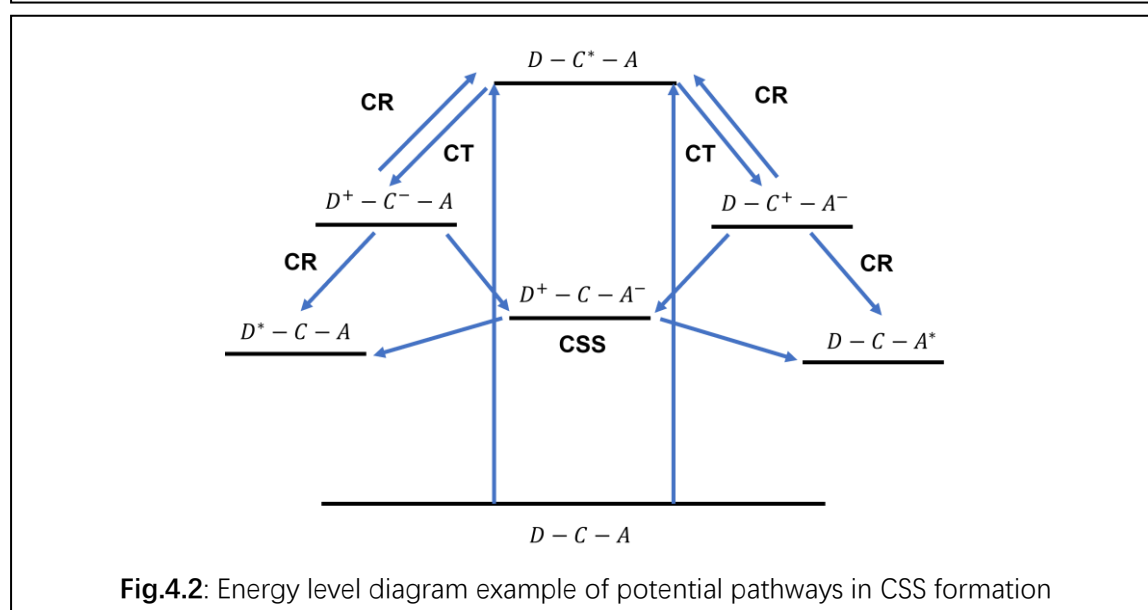 D − C* − A
CR
CR
CT
CT
D⁺ − C⁻ − A
D − C⁺ − A⁻
CR
CR
D⁺ − C − A⁻
D* − C − A
D − C − A*
CSS
D − C − A
Fig.4.2: Energy level diagram example of potential pathways in CSS formation